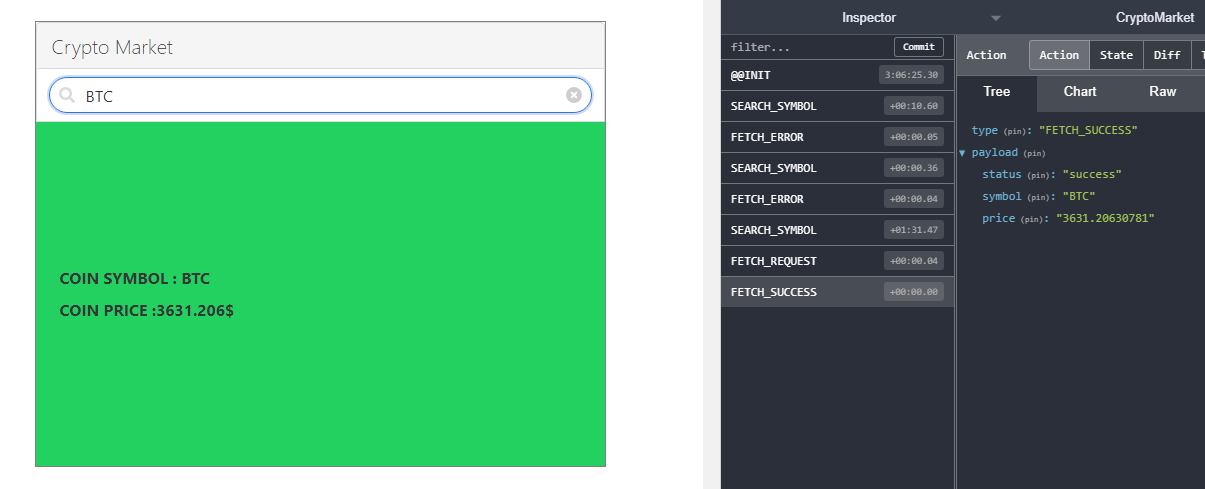 Crypto Market
BTC
COIN SYMBOL : BTC
COIN PRICE :3631.206$
Inspector
CryptoMarket
filter...
Commit
@@INIT 3:06:25.30
SEARCH_SYMBOL +00:10.60
FETCH_ERROR +00:00.05
SEARCH_SYMBOL +00:00.36
FETCH_ERROR +00:00.04
SEARCH_SYMBOL +01:31.47
FETCH_REQUEST +00:00.04
FETCH_SUCCESS +00:00.00
Action Action State Diff
Tree Chart Raw
type (pin): "FETCH_SUCCESS"
payload (pin)
status (pin): "success"
symbol (pin): "BTC"
price (pin): "3631.20630781"